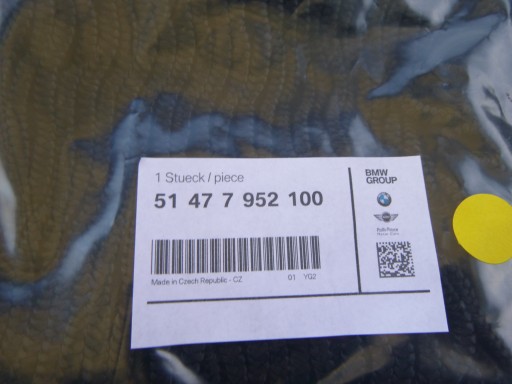 1 Stueck / piece
51 47 7 952 100
Made in Czech Republic - CZ
01 YG2
BMW
GROUP